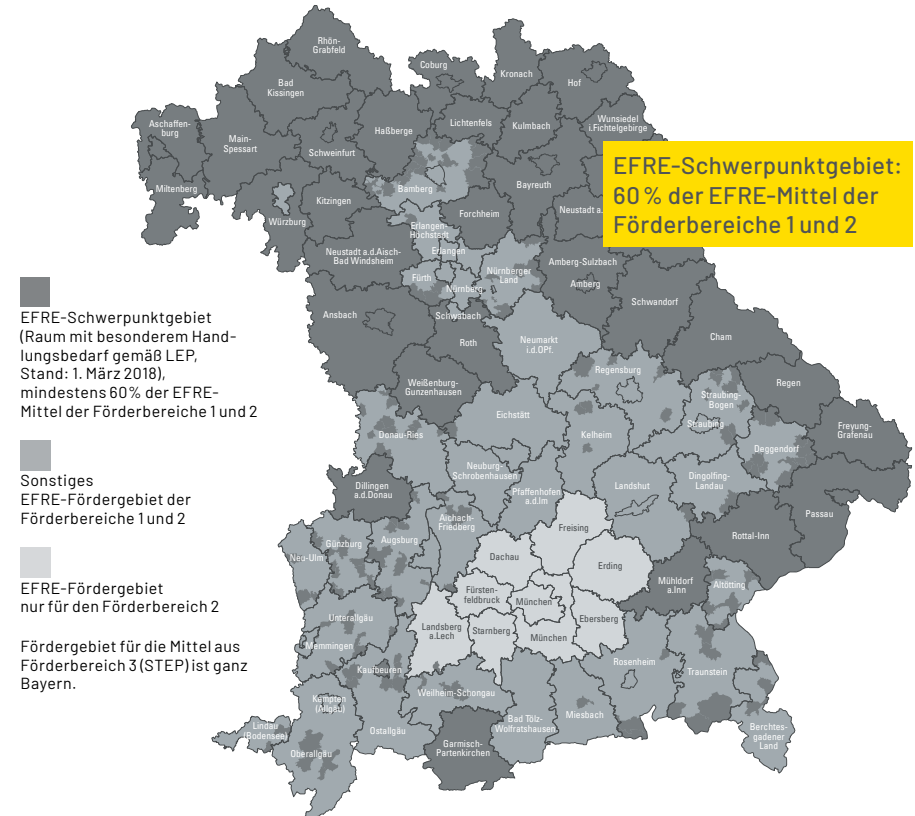 Rhön-
Grabfeld
Coburg
Kronach
Hof
Bad
Kissingen
Aschaffen-
burg
Main-
Spessart
Schweinfurt
Haßberge
Lichtenfels
Kulmbach
Wunsiedel
i.Fichtelgebirge
Miltenberg
Würzburg
Kitzingen
Bamberg
Bayreuth
Forchheim
Neustadt a.
EFRE-Schwerpunktgebiet:
60 % der EFRE-Mittel der
Förderbereiche 1 und 2
Erlangen-
Höchstadt
Erlangen
Neustadt a.d.Aisch-
Bad Windsheim
Fürth
Nürnberg
Nürnberger
Land
Amberg-Sulzbach
Amberg
Schwandorf
Ansbach
Schwabach
Roth
Neumarkt
i.d.OPf.
Cham
Weißenburg-
Gunzenhausen
Regensburg
Straubing-
Bogen
Straubing
Regen
Freyung-
Grafenau
Eichstätt
Kelheim
Deggendorf
Donau-Ries
Neuburg-
Schrobenhausen
Pfaffenhofen
a.d.Im
Landshut
Dingolfing-
Landau
Passau
Rottal-Inn
Dillingen
a.d.Donau
Aichach-
Friedberg
Augsburg
Günzburg
Neu-Ulm
Freising
Dachau
Erding
Mühldorf
a.Inn
Altötting
Fürsten-
feldbruck
München
Ebersberg
Landsberg
a.Lech
Starnberg
München
Unterallgäu
Memmingen
Kaufbeuren
Rosenheim
Traunstein
Weilheim-Schongau
Kempten
(Allgäu)
Lindau
(Bodensee)
Oberallgäu
Ostallgäu
Garmisch-
Partenkirchen
Bad Tölz-
Wolfratshausen
Miesbach
Berchtes-
gadener
Land
EFRE-Schwerpunktgebiet
(Raum mit besonderem Hand-
lungsbedarf gemäß LEP,
Stand: 1. März 2018),
mindestens 60% der EFRE-
Mittel der Förderbereiche 1 und 2
Sonstiges
EFRE-Fördergebiet der
Förderbereiche 1 und 2
EFRE-Fördergebiet
nur für den Förderbereich 2
Fördergebiet für die Mittel aus
Förderbereich 3 (STEP) ist ganz
Bayern.